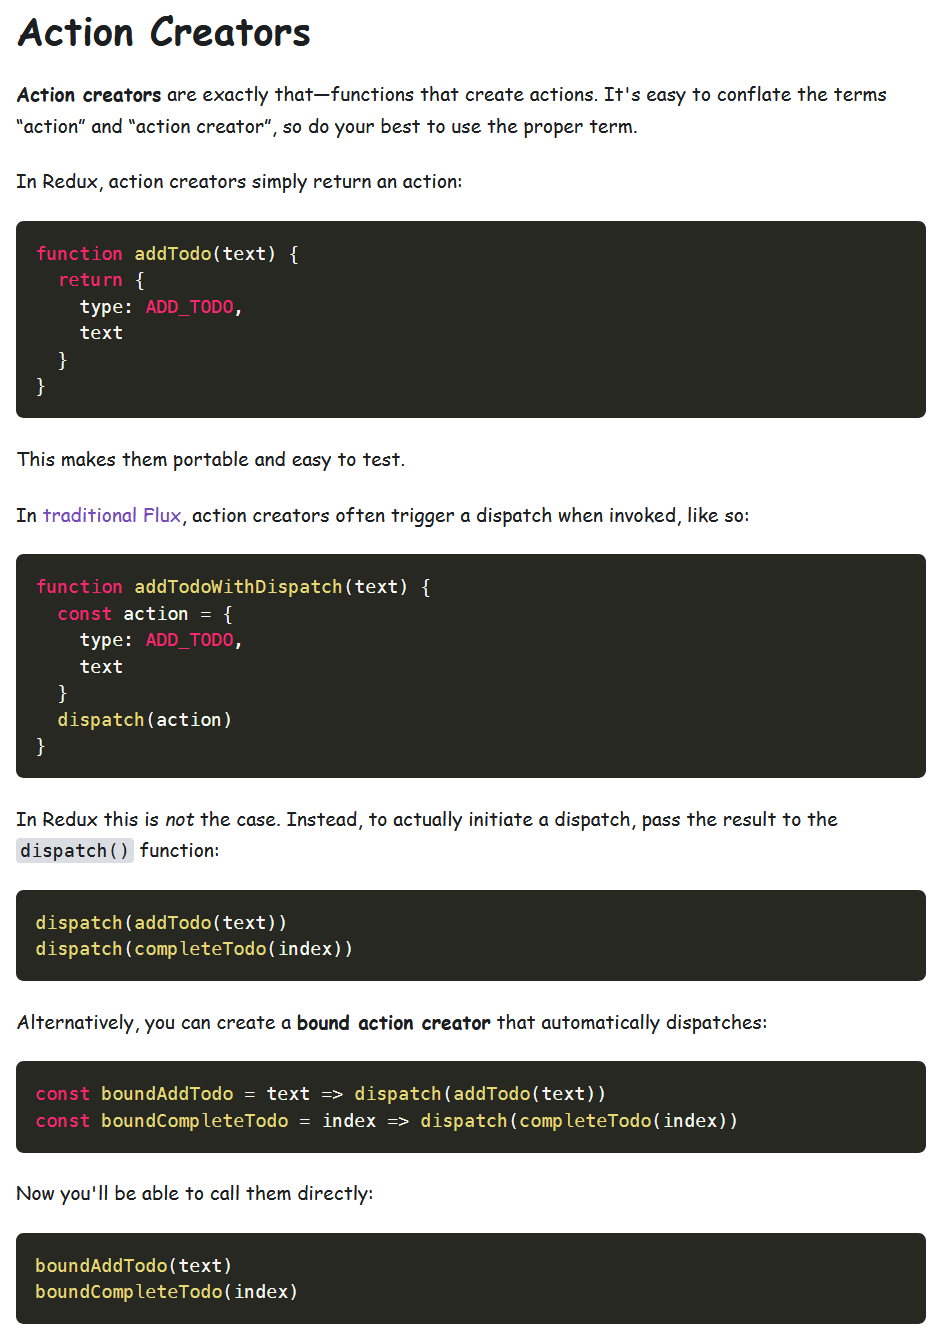 Action Creators
Action creators are exactly that—functions that create actions. It's easy to conflate the terms
“action” and “action creator”, so do your best to use the proper term.
In Redux, action creators simply return an action:
function addTodo(text) {
  return {
    type: ADD_TODO,
    text
  }
}
This makes them portable and easy to test.
In traditional Flux, action creators often trigger a dispatch when invoked, like so:
function addTodoWithDispatch(text) {
  const action = {
    type: ADD_TODO,
    text
  }
  dispatch(action)
}
In Redux this is not the case. Instead, to actually initiate a dispatch, pass the result to the
dispatch() function:
dispatch(addTodo(text))
dispatch(completeTodo(index))
Alternatively, you can create a bound action creator that automatically dispatches:
const boundAddTodo = text => dispatch(addTodo(text))
const boundCompleteTodo = index => dispatch(completeTodo(index))
Now you'll be able to call them directly:
boundAddTodo(text)
boundCompleteTodo(index)